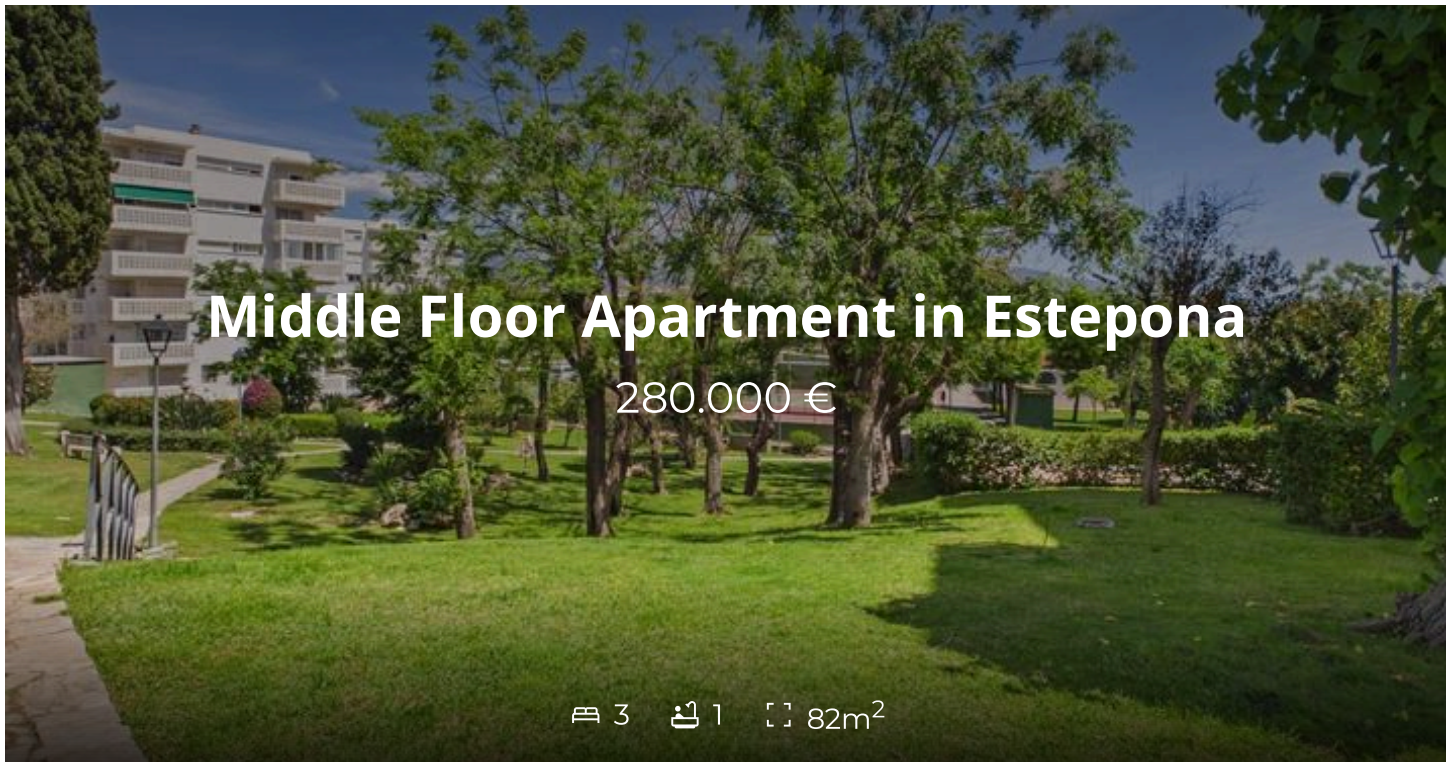 Middle Floor Apartment in Estepona
280.000 €
3 1 82m²